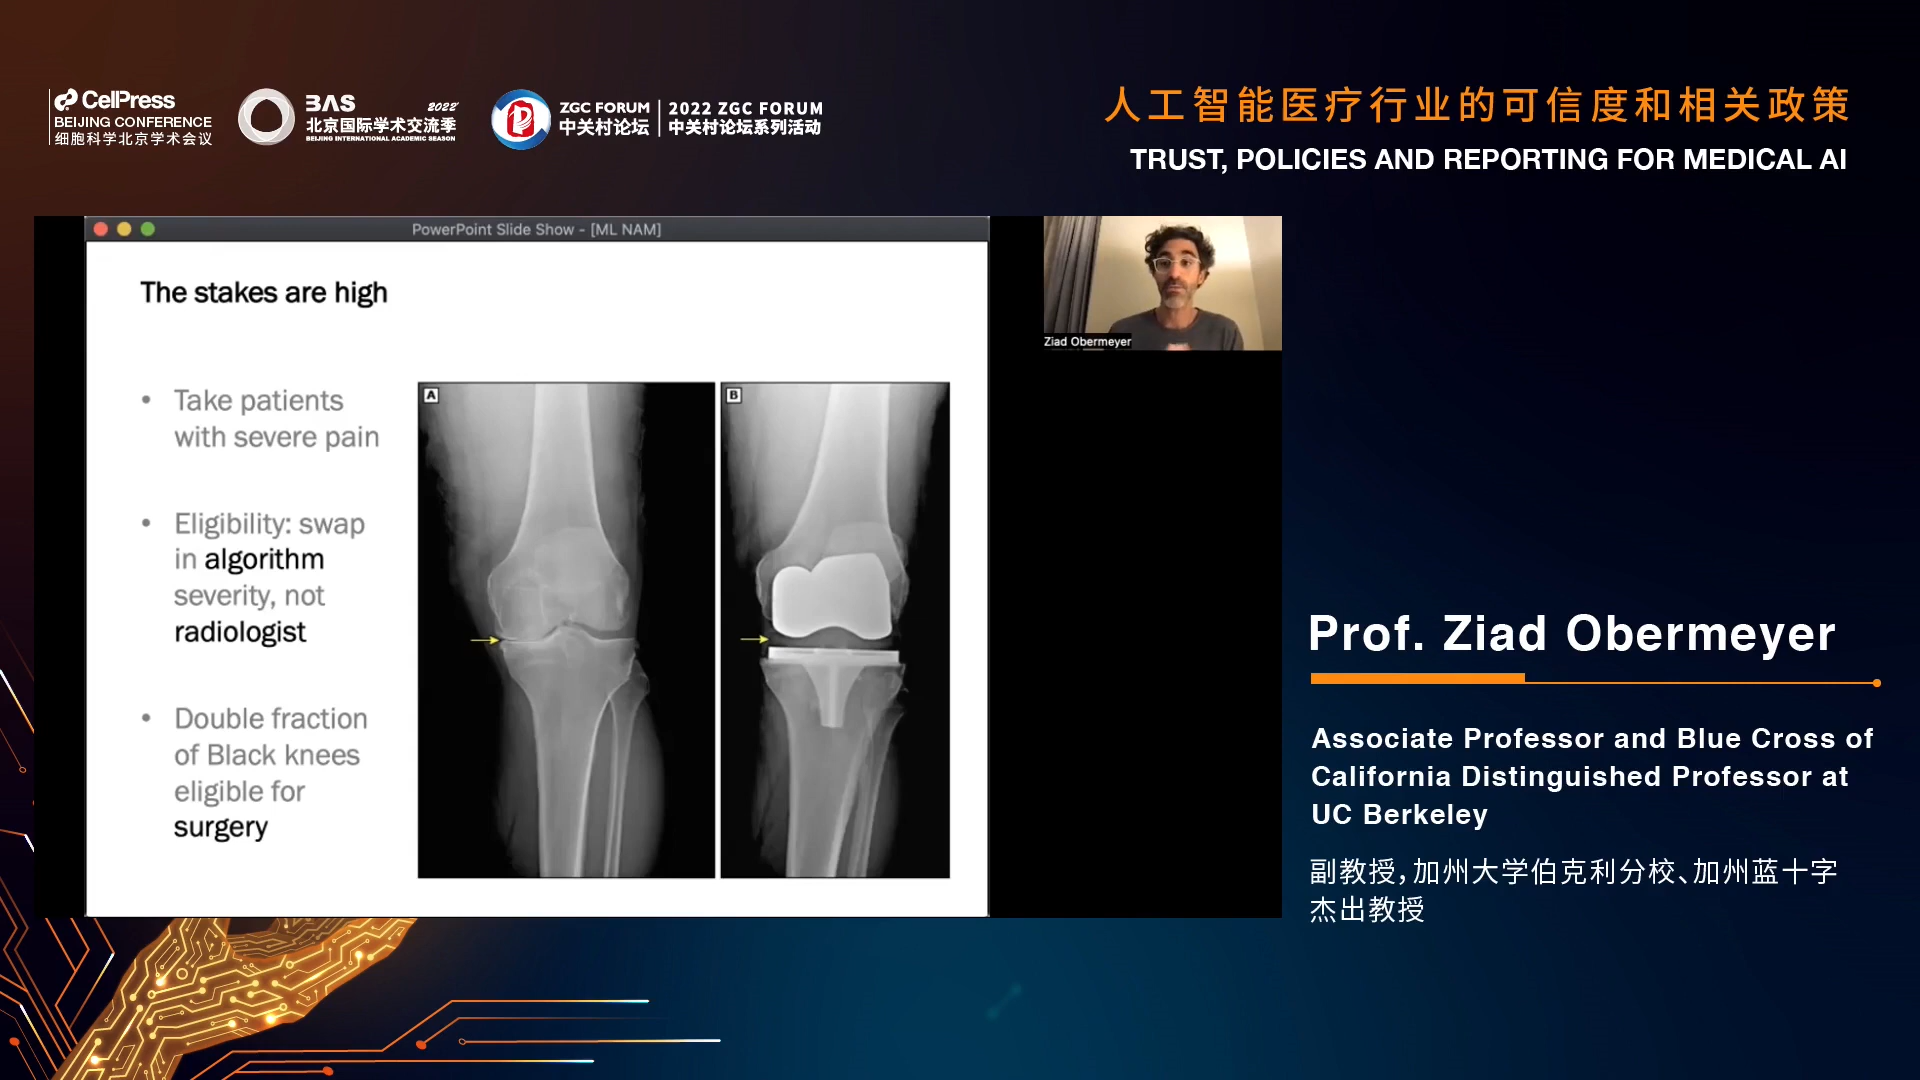 CellPress
BEIJING CONFERENCE
细胞科学北京学术会议
BAS 2022
北京国际学术交流季
BEIJING INTERNATIONAL ACADEMIC SEASON
ZGC FORUM
中关村论坛
2022 ZGC FORUM
中关村论坛系列活动
人工智能医疗行业的可信度和相关政策
TRUST, POLICIES AND REPORTING FOR MEDICAL AI
PowerPoint Slide Show - [ML NAM]
The stakes are high
• Take patients
with severe pain
• Eligibility: swap
in algorithm
severity, not
radiologist
• Double fraction
of Black knees
eligible for
surgery
A
B
Ziad Obermeyer
Prof. Ziad Obermeyer
Associate Professor and Blue Cross of
California Distinguished Professor at
UC Berkeley
副教授，加州大学伯克利分校、加州蓝十字
杰出教授